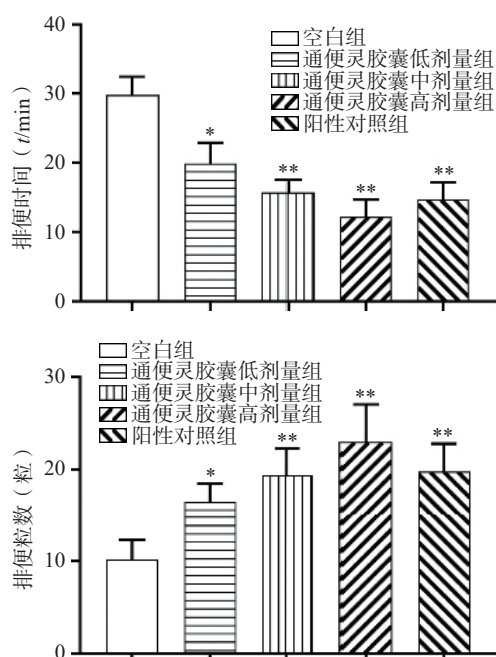 40
30
20
10
0
排便时间（t/min）
空白组
通便灵胶囊低剂量组
通便灵胶囊中剂量组
通便灵胶囊高剂量组
阳性对照组
*
**
**
**
30
20
10
0
排便粒数（粒）
空白组
通便灵胶囊低剂量组
通便灵胶囊中剂量组
通便灵胶囊高剂量组
阳性对照组
*
**
**
**